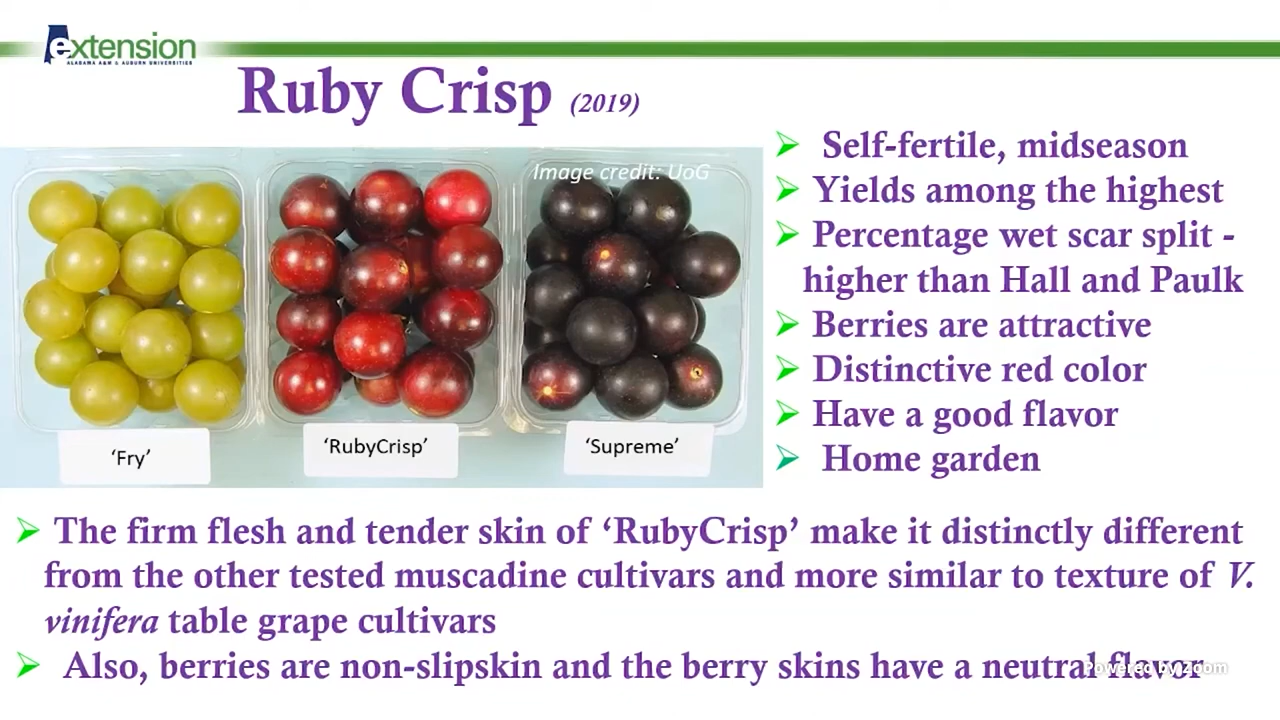 extension
ALABAMA A&M & AUBURN UNIVERSITIES
Ruby Crisp (2019)
Image credit: UoG
'Fry'
'RubyCrisp'
'Supreme'
Self-fertile, midseason
Yields among the highest
Percentage wet scar split -
higher than Hall and Paulk
Berries are attractive
Distinctive red color
Have a good flavor
Home garden
The firm flesh and tender skin of 'RubyCrisp' make it distinctly different
from the other tested muscadine cultivars and more similar to texture of V.
vinifera table grape cultivars
Also, berries are non-slipskin and the berry skins have a neutral flavor
Powered by Zoom